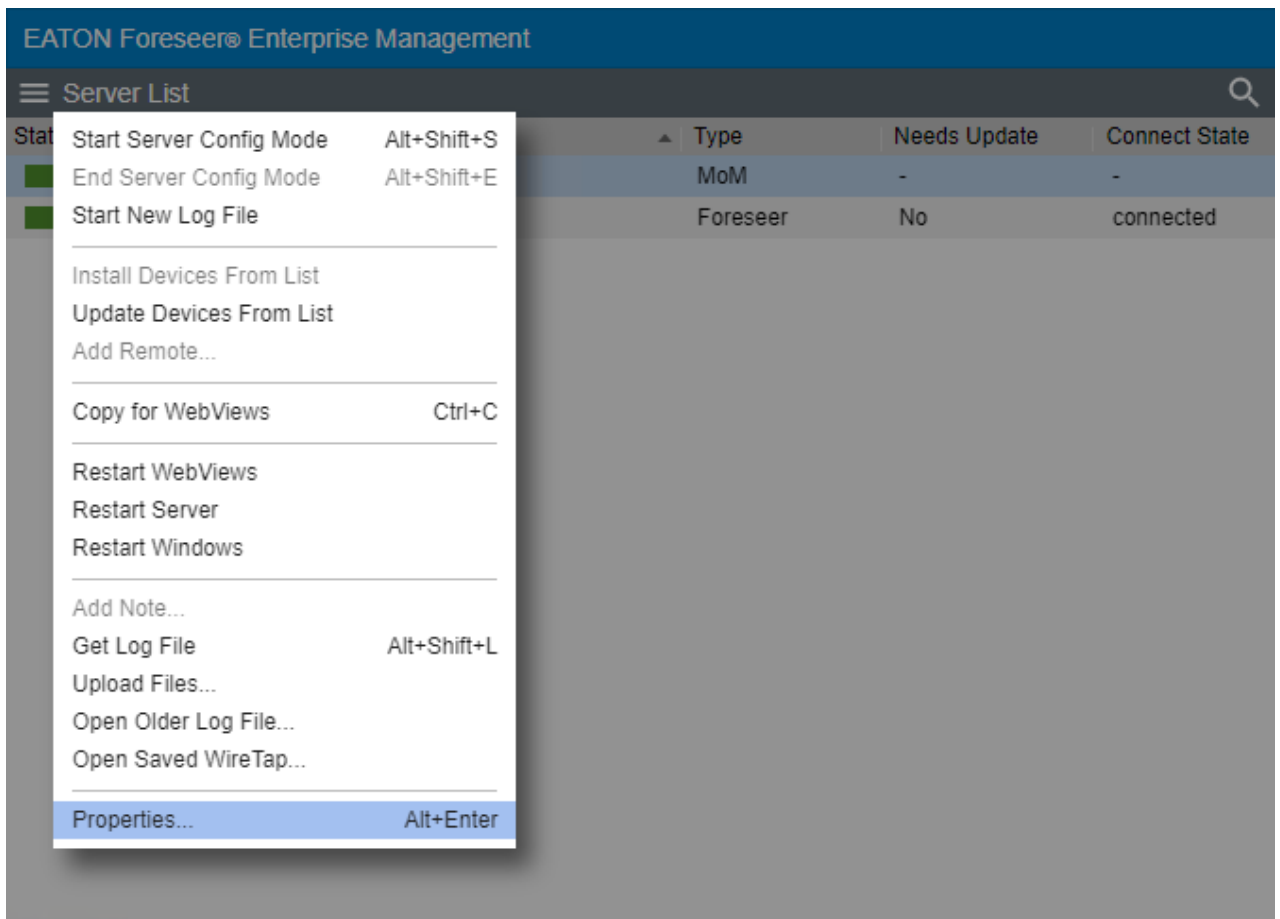 EATON Foreseer® Enterprise Management
Server List
Stat Type Needs Update Connect State
MoM - -
Foreseer No connected
Start Server Config Mode Alt+Shift+S
End Server Config Mode Alt+Shift+E
Start New Log File
Install Devices From List
Update Devices From List
Add Remote...
Copy for WebViews Ctrl+C
Restart WebViews
Restart Server
Restart Windows
Add Note...
Get Log File Alt+Shift+L
Upload Files...
Open Older Log File...
Open Saved WireTap...
Properties... Alt+Enter